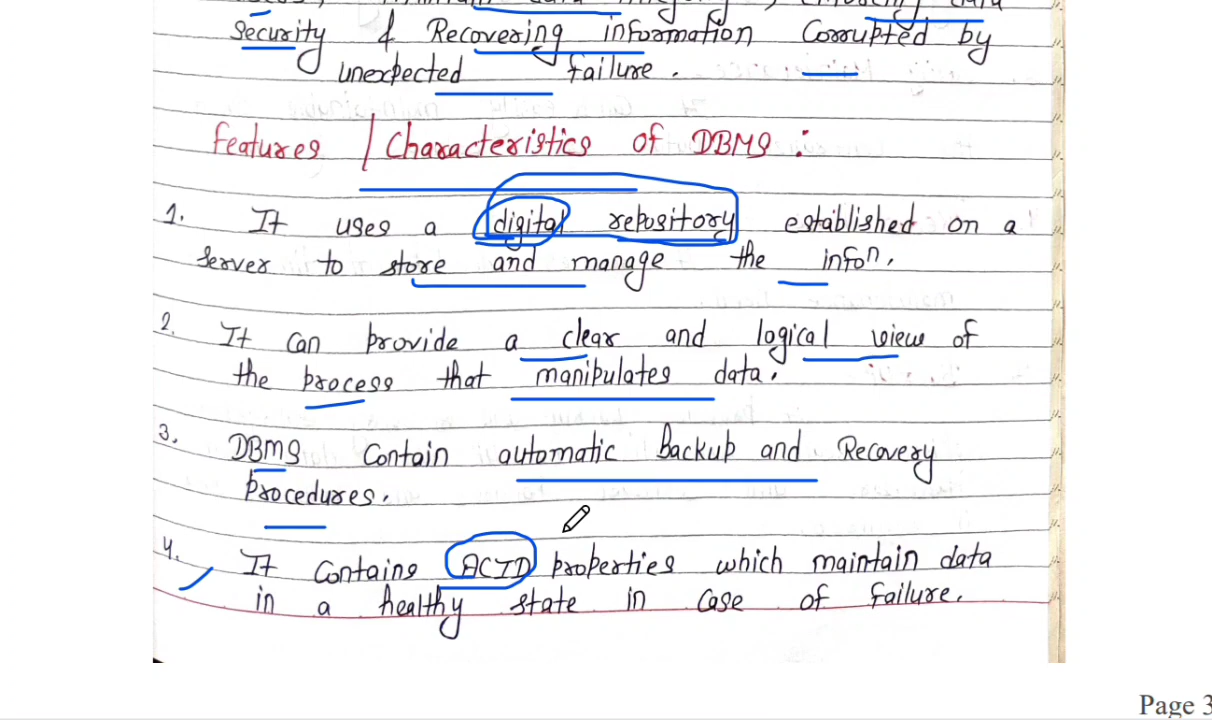 data
security & Recovering information Corrupted by
unexpected failure.
Features / Characteristics of DBMS :
1. It uses a digital repository established on a
server to store and manage the infon.
2. It can provide a clear and logical view of
the process that manipulates data.
3. DBMS Contain automatic Backup and Recovery
Procedures.
4. It Contains ACID properties which maintain data
in a healthy state in case of failure.
Page 3